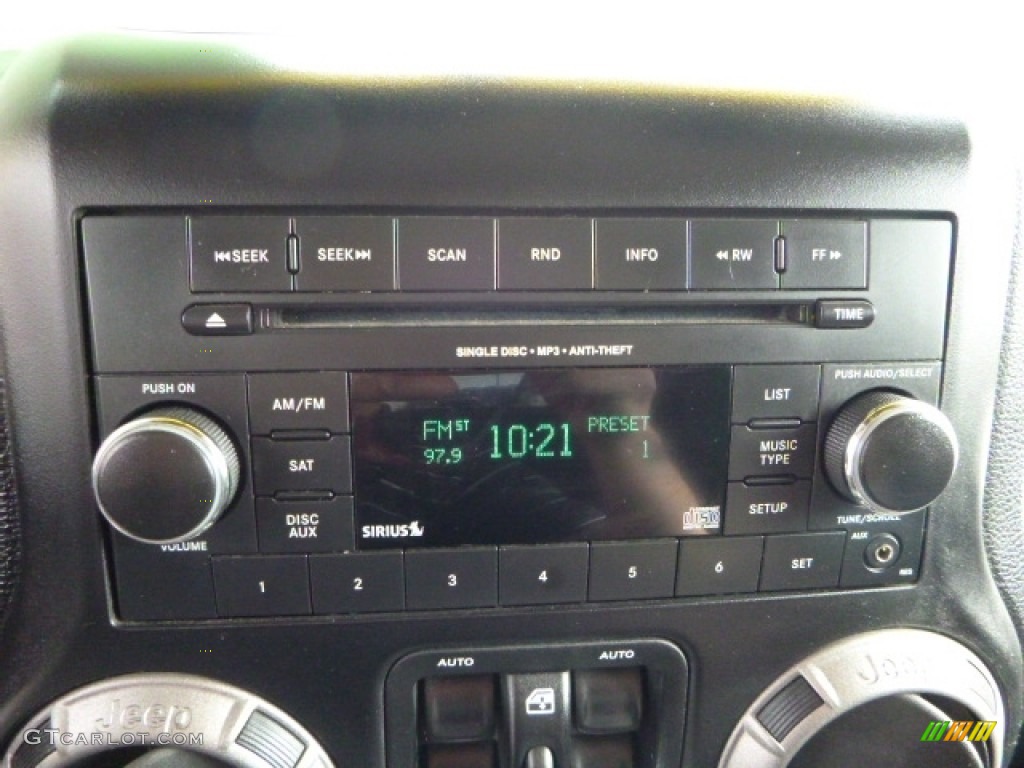 SEEK SEEK SCAN RND INFO RW FF
TIME
SINGLE DISC • MP3 • ANTI-THEFT
PUSH ON
AM/FM
SAT
DISC
AUX
VOLUME
FM ST 10:21 PRESET
97.9 1
SIRIUS
disc
LIST
MUSIC
TYPE
SETUP
PUSH AUDIO/SELECT
TUNE/SCROLL
AUX
1 2 3 4 5 6 SET
AUTO AUTO
Jeep
Jeep
GTCARLOT.COM